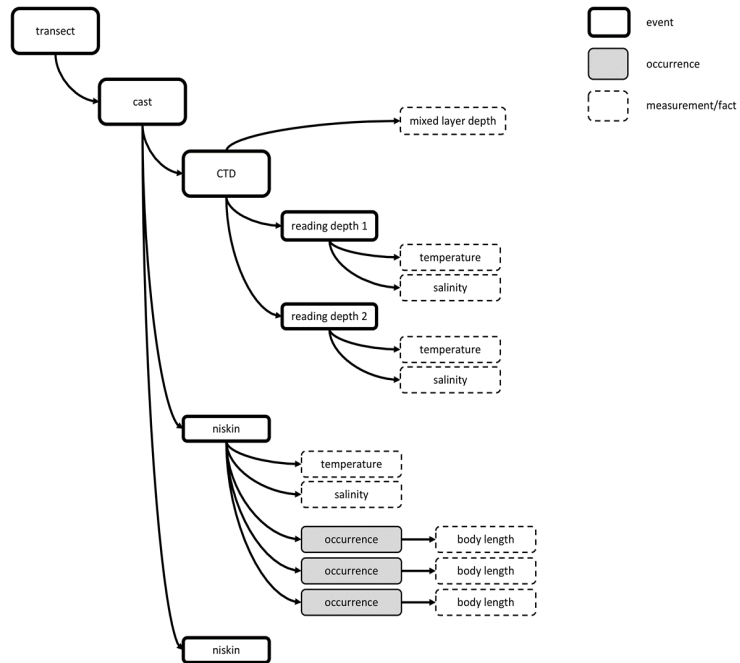 transect
event
occurrence
measurement/fact
cast
mixed layer depth
CTD
reading depth 1
temperature
salinity
reading depth 2
temperature
salinity
niskin
temperature
salinity
occurrence
body length
occurrence
body length
occurrence
body length
niskin